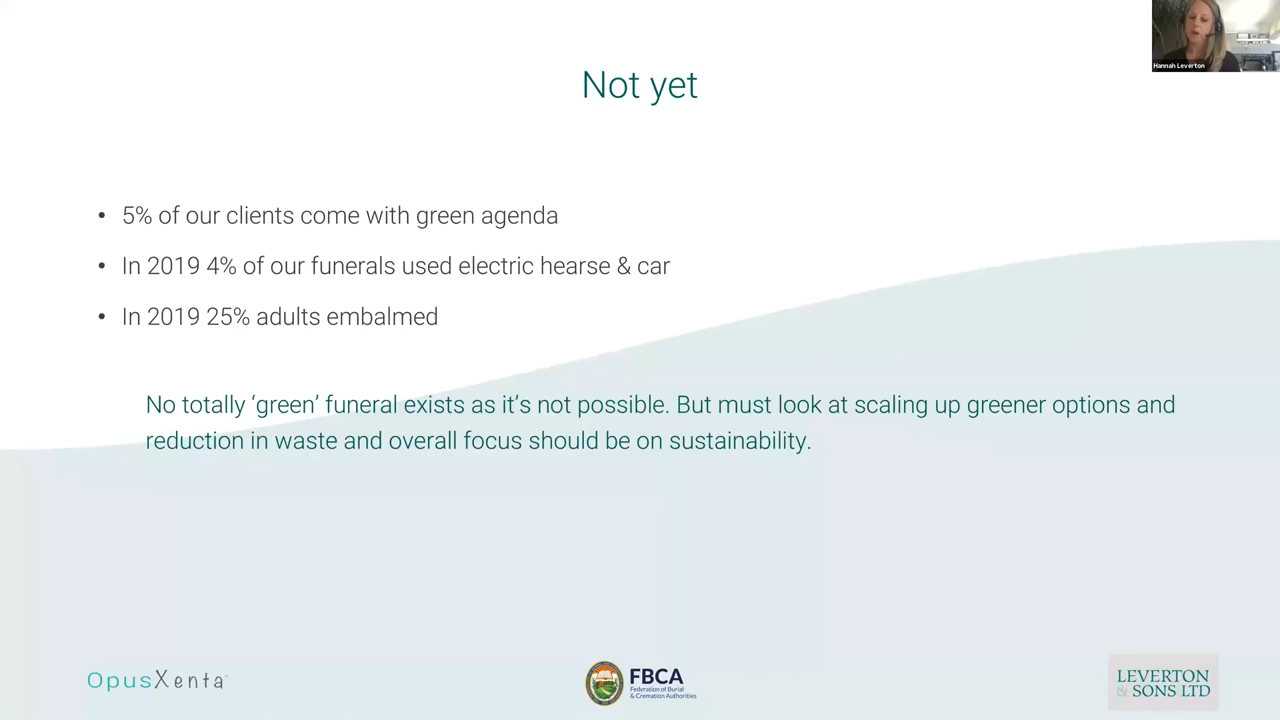 Hannah Leverton
Not yet
• 5% of our clients come with green agenda
• In 2019 4% of our funerals used electric hearse & car
• In 2019 25% adults embalmed
No totally ‘green’ funeral exists as it’s not possible. But must look at scaling up greener options and
reduction in waste and overall focus should be on sustainability.
OpusXenta™
FBCA
Federation of Burial
& Cremation Authorities
LEVERTON
& SONS LTD